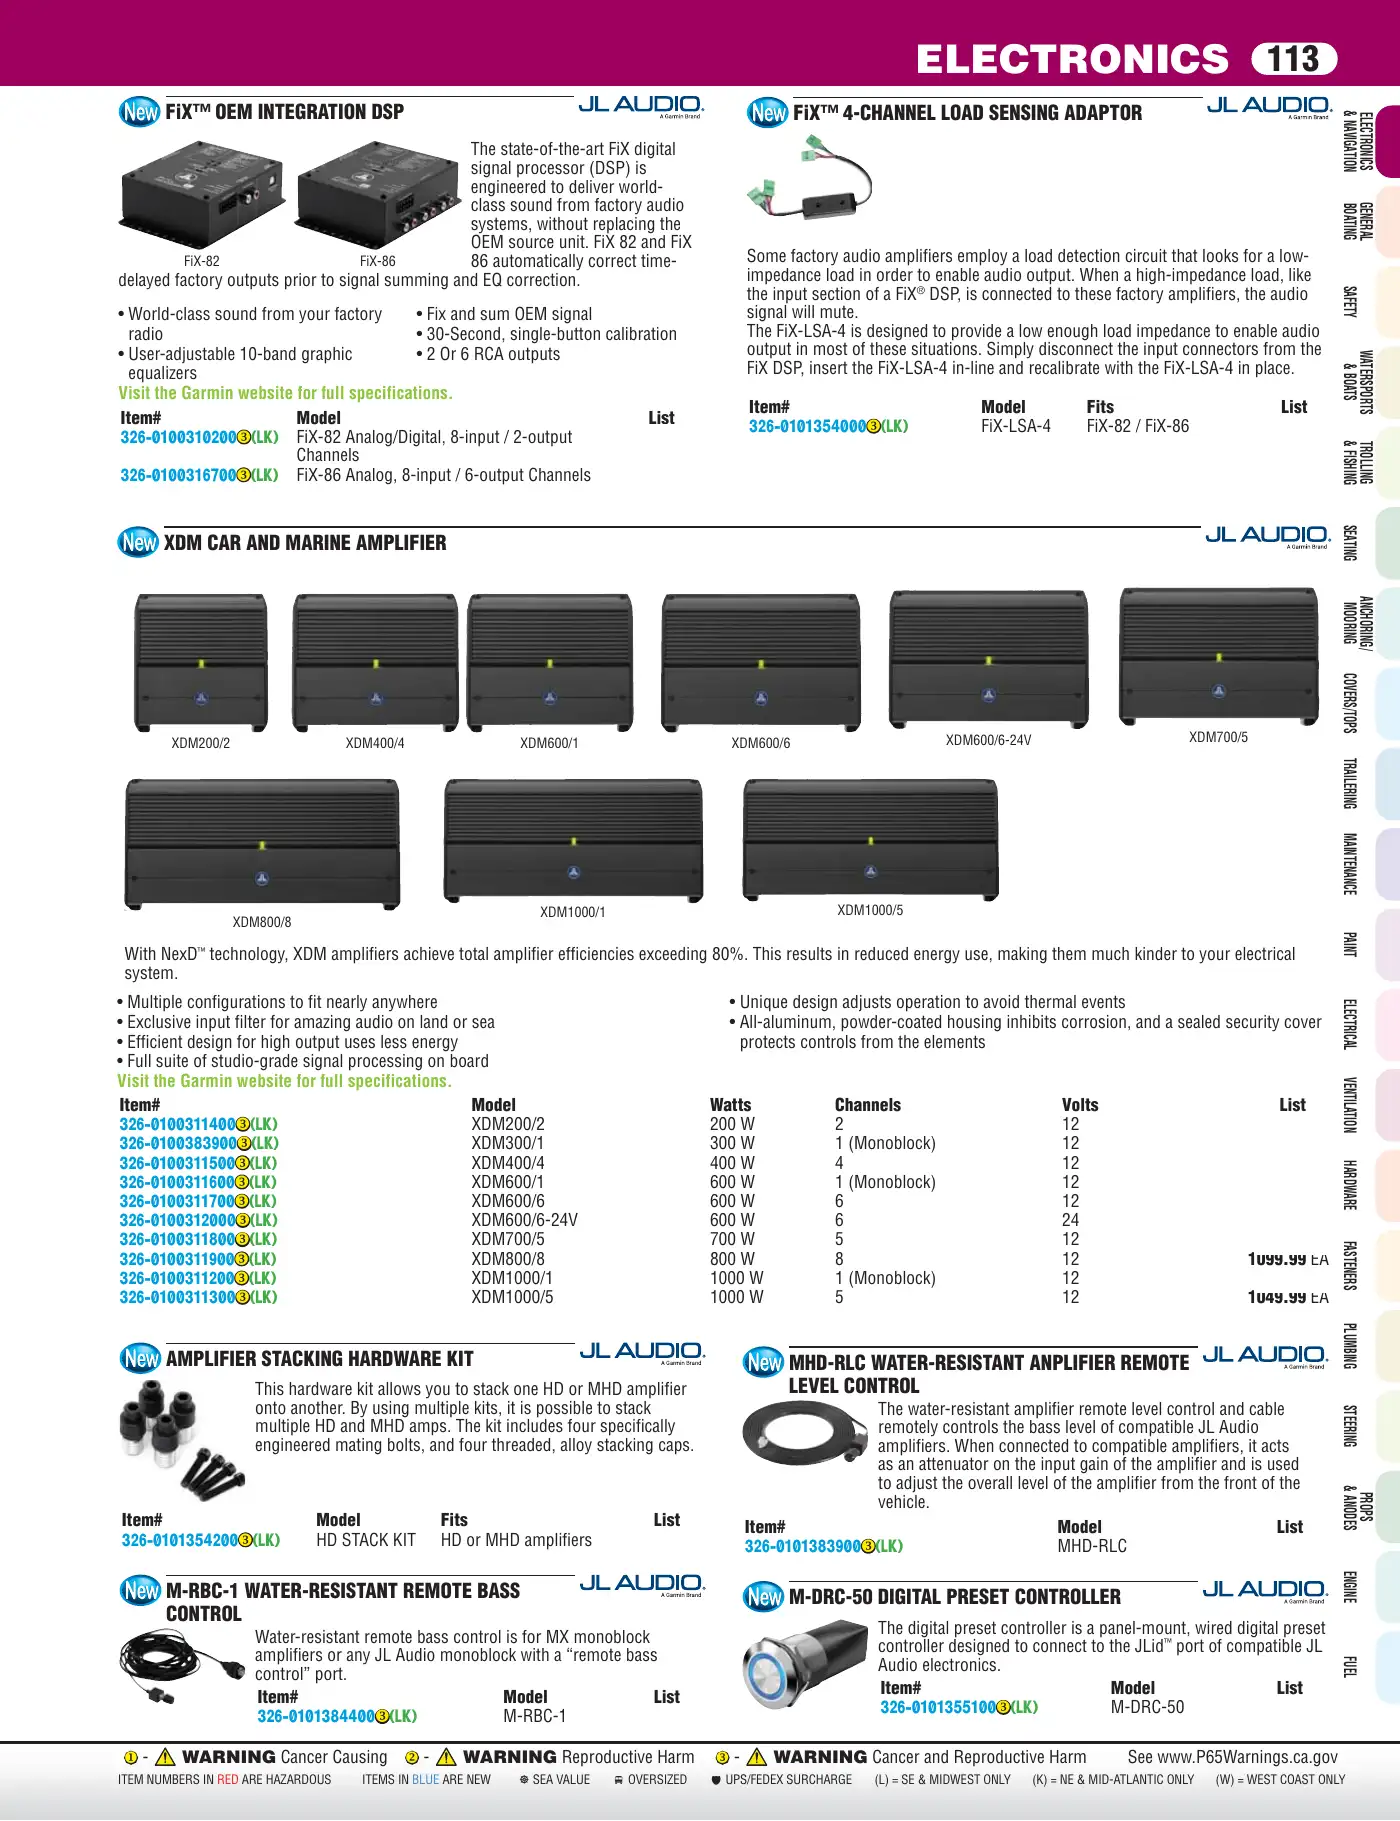 ELECTRONICS 113
New FiX™ OEM INTEGRATION DSP
JL AUDIO®
A Garmin Brand
FiX-82
FiX-86
The state-of-the-art FiX digital
signal processor (DSP) is
engineered to deliver world-
class sound from factory audio
systems, without replacing the
OEM source unit. FiX 82 and FiX
86 automatically correct time-
delayed factory outputs prior to signal summing and EQ correction.
• World-class sound from your factory
radio
• User-adjustable 10-band graphic
equalizers
• Fix and sum OEM signal
• 30-Second, single-button calibration
• 2 Or 6 RCA outputs
Visit the Garmin website for full specifications.
Item# Model List
326-0100310200③(LK) FiX-82 Analog/Digital, 8-input / 2-output
Channels
326-0100316700③(LK) FiX-86 Analog, 8-input / 6-output Channels
New FiX™ 4-CHANNEL LOAD SENSING ADAPTOR
JL AUDIO®
A Garmin Brand
Some factory audio amplifiers employ a load detection circuit that looks for a low-
impedance load in order to enable audio output. When a high-impedance load, like
the input section of a FiX® DSP, is connected to these factory amplifiers, the audio
signal will mute.
The FiX-LSA-4 is designed to provide a low enough load impedance to enable audio
output in most of these situations. Simply disconnect the input connectors from the
FiX DSP, insert the FiX-LSA-4 in-line and recalibrate with the FiX-LSA-4 in place.
Item# Model Fits List
326-0101354000③(LK) FiX-LSA-4 FiX-82 / FiX-86
New XDM CAR AND MARINE AMPLIFIER
JL AUDIO®
A Garmin Brand
XDM200/2
XDM400/4
XDM600/1
XDM600/6
XDM600/6-24V
XDM700/5
XDM800/8
XDM1000/1
XDM1000/5
With NexD™ technology, XDM amplifiers achieve total amplifier efficiencies exceeding 80%. This results in reduced energy use, making them much kinder to your electrical
system.
• Multiple configurations to fit nearly anywhere
• Exclusive input filter for amazing audio on land or sea
• Efficient design for high output uses less energy
• Full suite of studio-grade signal processing on board
• Unique design adjusts operation to avoid thermal events
• All-aluminum, powder-coated housing inhibits corrosion, and a sealed security cover
protects controls from the elements
Visit the Garmin website for full specifications.
Item# Model Watts Channels Volts List
326-0100311400③(LK) XDM200/2 200 W 2 12
326-0100383900③(LK) XDM300/1 300 W 1 (Monoblock) 12
326-0100311500③(LK) XDM400/4 400 W 4 12
326-0100311600③(LK) XDM600/1 600 W 1 (Monoblock) 12
326-0100311700③(LK) XDM600/6 600 W 6 12
326-0100312000③(LK) XDM600/6-24V 600 W 6 24
326-0100311800③(LK) XDM700/5 700 W 5 12
326-0100311900③(LK) XDM800/8 800 W 8 12 1099.99 EA
326-0100311200③(LK) XDM1000/1 1000 W 1 (Monoblock) 12
326-0100311300③(LK) XDM1000/5 1000 W 5 12 1049.99 EA
New AMPLIFIER STACKING HARDWARE KIT
JL AUDIO®
A Garmin Brand
This hardware kit allows you to stack one HD or MHD amplifier
onto another. By using multiple kits, it is possible to stack
multiple HD and MHD amps. The kit includes four specifically
engineered mating bolts, and four threaded, alloy stacking caps.
Item# Model Fits List
326-0101354200③(LK) HD STACK KIT HD or MHD amplifiers
New MHD-RLC WATER-RESISTANT ANPLIFIER REMOTE
LEVEL CONTROL
JL AUDIO®
A Garmin Brand
The water-resistant amplifier remote level control and cable
remotely controls the bass level of compatible JL Audio
amplifiers. When connected to compatible amplifiers, it acts
as an attenuator on the input gain of the amplifier and is used
to adjust the overall level of the amplifier from the front of the
vehicle.
Item# Model List
326-0101383900③(LK) MHD-RLC
New M-RBC-1 WATER-RESISTANT REMOTE BASS
CONTROL
JL AUDIO®
A Garmin Brand
Water-resistant remote bass control is for MX monoblock
amplifiers or any JL Audio monoblock with a “remote bass
control” port.
Item# Model List
326-0101384400③(LK) M-RBC-1
New M-DRC-50 DIGITAL PRESET CONTROLLER
JL AUDIO®
A Garmin Brand
The digital preset controller is a panel-mount, wired digital preset
controller designed to connect to the JLid™ port of compatible JL
Audio electronics.
Item# Model List
326-0101355100③(LK) M-DRC-50
ELECTRONICS
& NAVIGATION
GENERAL
BOATING
SAFETY
WATERSPORTS
& BOATS
TROLLING
& FISHING
SEATING
ANCHORING/
MOORING
COVERS/TOPS
TRAILERING
MAINTENANCE
PAINT
ELECTRICAL
VENTILATION
HARDWARE
FASTENERS
PLUMBING
STEERING
PROPS
& ANODES
ENGINE
FUEL
① - WARNING Cancer Causing ② - WARNING Reproductive Harm ③ - WARNING Cancer and Reproductive Harm See www.P65Warnings.ca.gov
ITEM NUMBERS IN RED ARE HAZARDOUS ITEMS IN BLUE ARE NEW SEA VALUE OVERSIZED UPS/FEDEX SURCHARGE (L) = SE & MIDWEST ONLY (K) = NE & MID-ATLANTIC ONLY (W) = WEST COAST ONLY